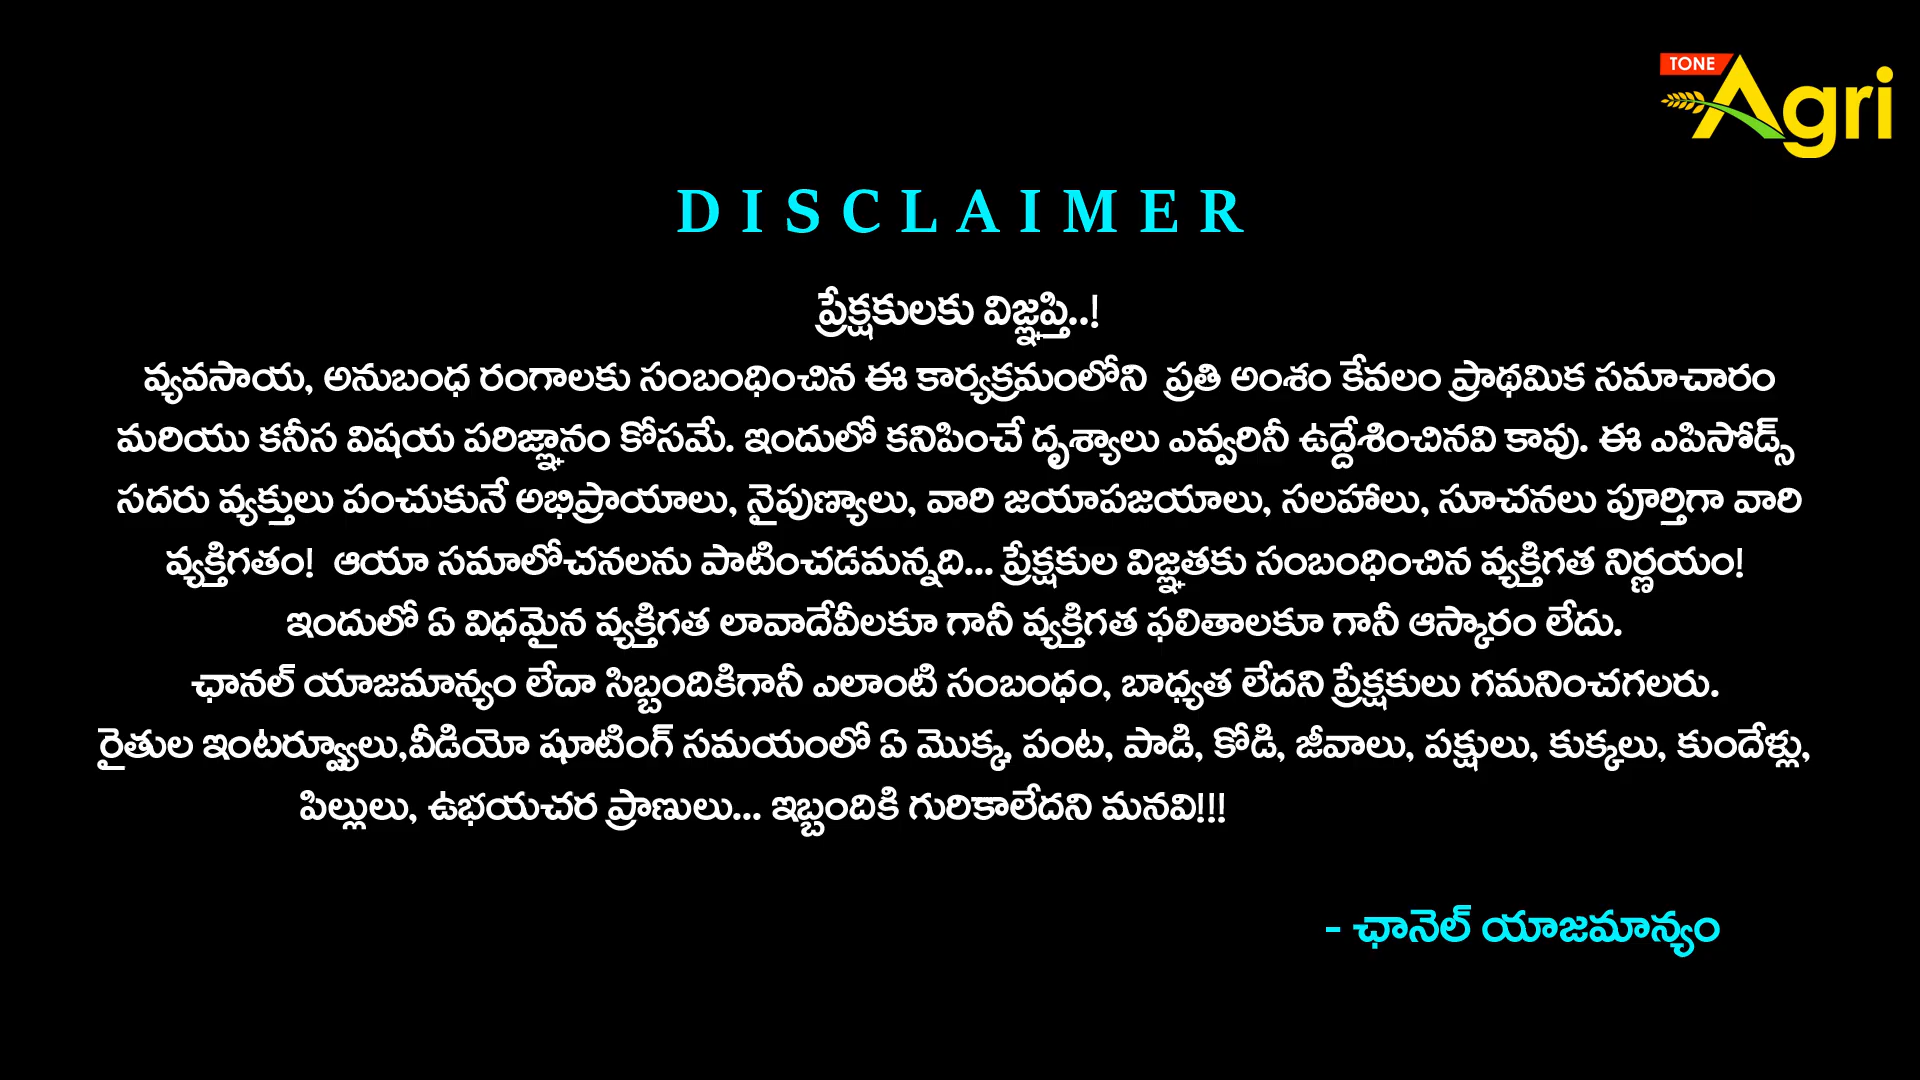 TONE
Agri
DISCLAIMER
ప్రేక్షకులకు విజ్ఞప్తి..!
వ్యవసాయ, అనుబంధ రంగాలకు సంబంధించిన ఈ కార్యక్రమంలోని ప్రతి అంశం కేవలం ప్రాథమిక సమాచారం
మరియు కనీస విషయ పరిజ్ఞానం కోసమే. ఇందులో కనిపించే దృశ్యాలు ఎవ్వరినీ ఉద్దేశించినవి కావు. ఈ ఎపిసోడ్స్
సదరు వ్యక్తులు పంచుకునే అభిప్రాయాలు, నైపుణ్యాలు, వారి జయాపజయాలు, సలహాలు, సూచనలు పూర్తిగా వారి
వ్యక్తిగతం! ఆయా సమాలోచనలను పాటించడమన్నది... ప్రేక్షకుల విజ్ఞతకు సంబంధించిన వ్యక్తిగత నిర్ణయం!
ఇందులో ఏ విధమైన వ్యక్తిగత లావాదేవీలకూ గానీ వ్యక్తిగత ఫలితాలకూ గానీ ఆస్కారం లేదు.
ఛానల్ యాజమాన్యం లేదా సిబ్బందికిగానీ ఎలాంటి సంబంధం, బాధ్యత లేదని ప్రేక్షకులు గమనించగలరు.
రైతుల ఇంటర్వ్యూలు,వీడియో షూటింగ్ సమయంలో ఏ మొక్క, పంట, పాడి, కోడి, జీవాలు, పక్షులు, కుక్కలు, కుందేళ్లు,
పిల్లులు, ఉభయచర ప్రాణులు... ఇబ్బందికి గురికాలేదని మనవి!!!
- ఛానెల్ యాజమాన్యం